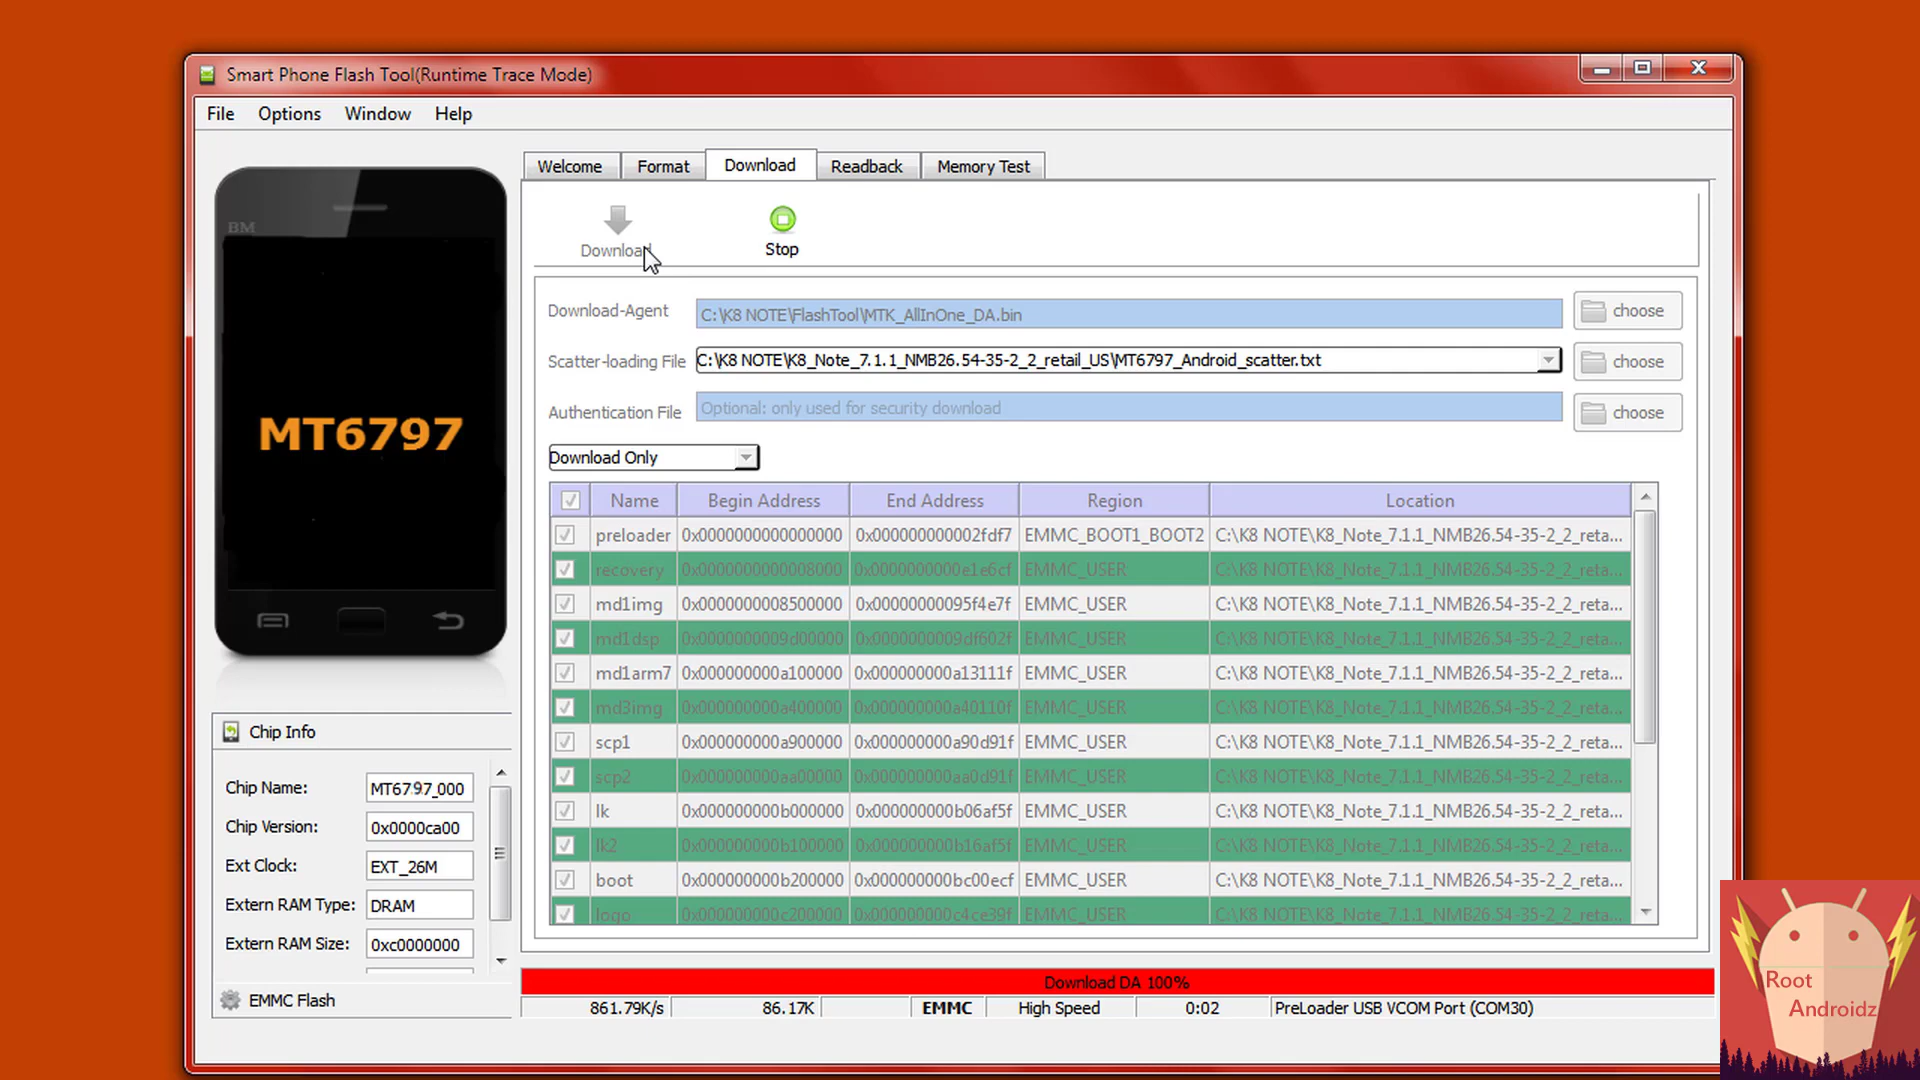 Smart Phone Flash Tool(Runtime Trace Mode)
File Options Window Help
Welcome Format Download Readback Memory Test
BM
MT6797
Download Stop
Download-Agent C:\K8 NOTE\FlashTool\MTK_AllInOne_DA.bin choose
Scatter-loading File C:\K8 NOTE\K8_Note_7.1.1_NMB26.54-35-2_2_retail_US\MT6797_Android_scatter.txt choose
Authentication File Optional: only used for security download choose
Download Only
Name Begin Address End Address Region Location
preloader 0x0000000000000000 0x000000000002fdf7 EMMC_BOOT1_BOOT2 C:\K8 NOTE\K8_Note_7.1.1_NMB26.54-35-2_2_reta...
recovery 0x0000000000008000 0x0000000000e1e6cf EMMC_USER C:\K8 NOTE\K8_Note_7.1.1_NMB26.54-35-2_2_reta...
md1img 0x0000000008500000 0x00000000095f4e7f EMMC_USER C:\K8 NOTE\K8_Note_7.1.1_NMB26.54-35-2_2_reta...
md1dsp 0x0000000009d00000 0x0000000009df602f EMMC_USER C:\K8 NOTE\K8_Note_7.1.1_NMB26.54-35-2_2_reta...
md1arm7 0x000000000a100000 0x000000000a13111f EMMC_USER C:\K8 NOTE\K8_Note_7.1.1_NMB26.54-35-2_2_reta...
md3img 0x000000000a400000 0x000000000a40110f EMMC_USER C:\K8 NOTE\K8_Note_7.1.1_NMB26.54-35-2_2_reta...
scp1 0x000000000a900000 0x000000000a90d91f EMMC_USER C:\K8 NOTE\K8_Note_7.1.1_NMB26.54-35-2_2_reta...
scp2 0x000000000aa00000 0x000000000aa0d91f EMMC_USER C:\K8 NOTE\K8_Note_7.1.1_NMB26.54-35-2_2_reta...
lk 0x000000000b000000 0x000000000b06af5f EMMC_USER C:\K8 NOTE\K8_Note_7.1.1_NMB26.54-35-2_2_reta...
lk2 0x000000000b100000 0x000000000b16af5f EMMC_USER C:\K8 NOTE\K8_Note_7.1.1_NMB26.54-35-2_2_reta...
boot 0x000000000b200000 0x000000000bc00ecf EMMC_USER C:\K8 NOTE\K8_Note_7.1.1_NMB26.54-35-2_2_reta...
logo 0x000000000c200000 0x000000000c4ce39f EMMC_USER C:\K8 NOTE\K8_Note_7.1.1_NMB26.54-35-2_2_reta...
Chip Info
Chip Name: MT6797_000
Chip Version: 0x0000ca00
Ext Clock: EXT_26M
Extern RAM Type: DRAM
Extern RAM Size: 0xc0000000
EMMC Flash
Download DA 100%
861.79K/s 86.17K EMMC High Speed 0:02 PreLoader USB VCOM Port (COM30)
Root
Androidz